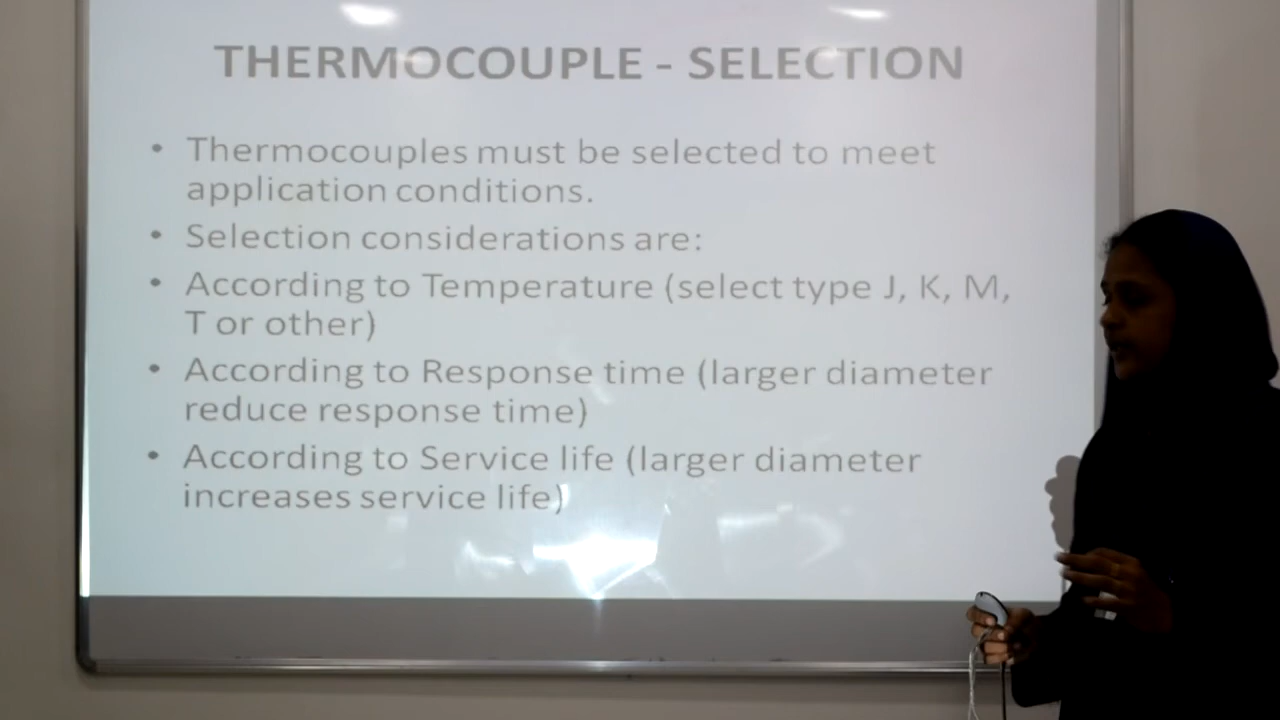 THERMOCOUPLE - SELECTION
• Thermocouples must be selected to meet
application conditions.
• Selection considerations are:
• According to Temperature (select type J, K, M,
T or other)
• According to Response time (larger diameter
reduce response time)
• According to Service life (larger diameter
increases service life)